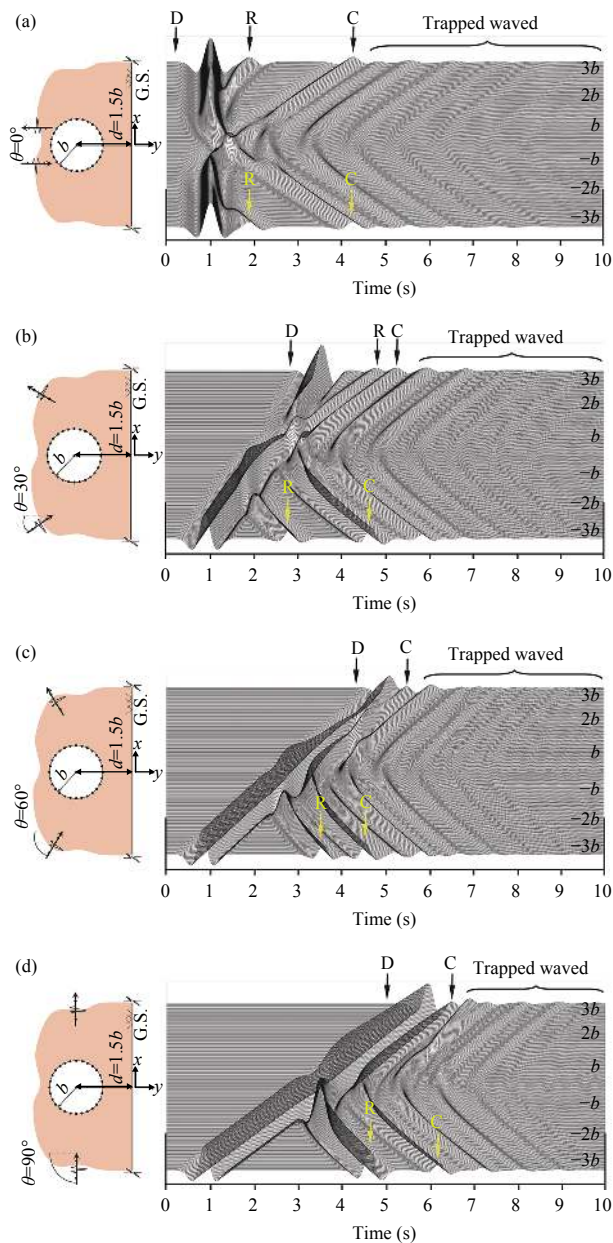 (a)
D
R
C
Trapped waved
G.S.
d=1.5b
θ=0°
b
x
y
R
C
3b
2b
b
−b
−2b
−3b
0 1 2 3 4 5 6 7 8 9 10
Time (s)
(b)
D
R
C
Trapped waved
G.S.
d=1.5b
θ=30°
b
x
y
R
C
3b
2b
b
−b
−2b
−3b
0 1 2 3 4 5 6 7 8 9 10
Time (s)
(c)
D
C
Trapped waved
G.S.
d=1.5b
θ=60°
b
x
y
R
C
3b
2b
b
−b
−2b
−3b
0 1 2 3 4 5 6 7 8 9 10
Time (s)
(d)
D
C
Trapped waved
G.S.
d=1.5b
θ=90°
b
x
y
R
C
3b
2b
b
−b
−2b
−3b
0 1 2 3 4 5 6 7 8 9 10
Time (s)